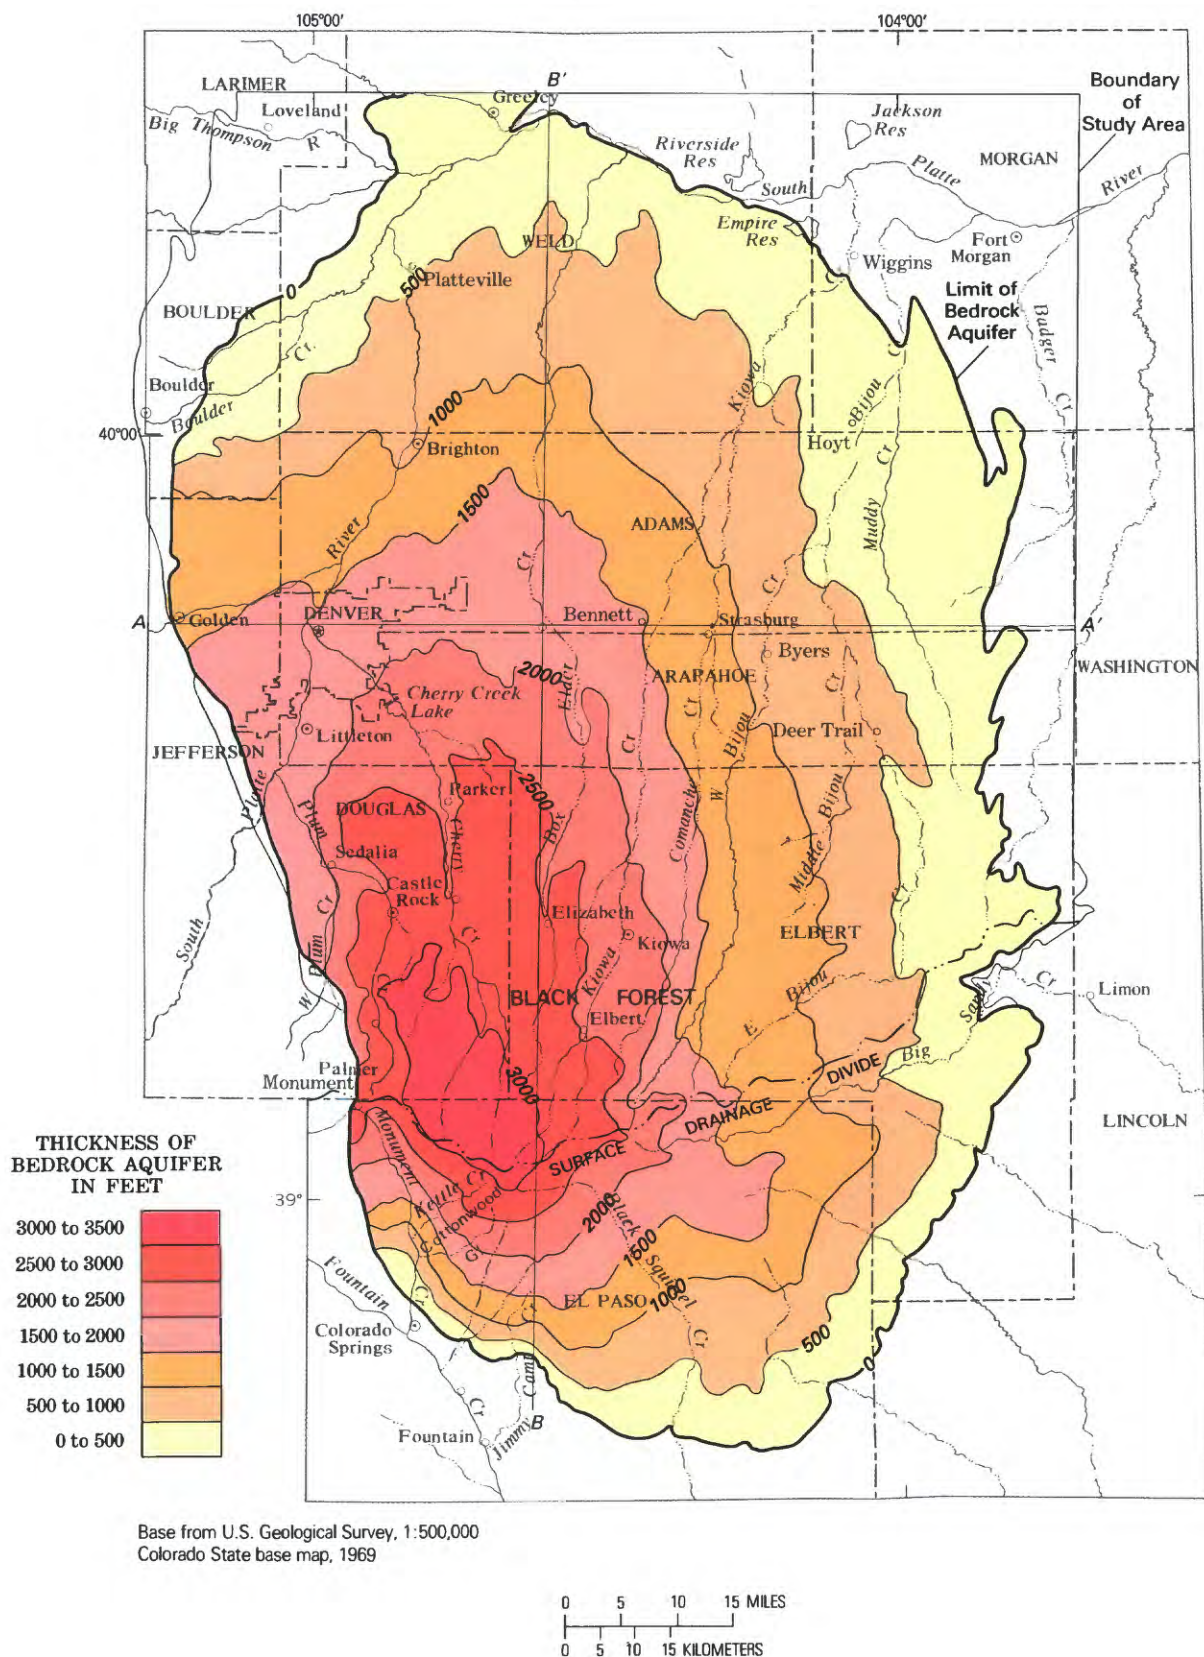 105°00'
104°00'
B'
LARIMER
Loveland
Greeley
Big Thompson
R
Boundary
of
Study Area
Jackson
Res
Riverside
Res
MORGAN
South
Platte
River
Empire
Res
WELD
Fort
Morgan
Wiggins
Platteville
500
0
BOULDER
Limit of
Bedrock
Aquifer
Badger
Cr
Cr.
Boulder
Boulder
Kiowa
Bijou
Cr
1000
40°00'
Brighton
Hoyt
Cr
1500
Muddy
ADAMS
River
Cr
Cr
Golden
DENVER
Bennett
Strasburg
A
A'
Byers
WASHINGTON
2000
ARAPAHOE
Elder
Cherry Creek
Lake
Cr
Cr
Cr
Littleton
Bijou
Deer Trail
JEFFERSON
Platte
Parker
2500
W
DOUGLAS
Plum
Cherry
Box
Comanche
Bijou
Sedalia
Middle
Castle
Rock
Cr
Cr
Elizabeth
ELBERT
Kiowa
South
Plum
Cr
Kiowa
Cr
Limon
W
BLACK FOREST
Bijou
Sandy
Elbert
E
Big
Palmer
Monument
3000
DIVIDE
DRAINAGE
SURFACE
LINCOLN
THICKNESS OF
BEDROCK AQUIFER
IN FEET
Monument
Kettle Cr
39°
Cottonwood
Cr
2000
Black Squirrel
1500
3000 to 3500
2500 to 3000
2000 to 2500
1500 to 2000
1000 to 1500
500 to 1000
0 to 500
Fountain
Cr
EL PASO
1000
Cr
Colorado
Springs
500
0
Cr
Camp
Cr
Fountain
Jimmy
B
Base from U.S. Geological Survey, 1:500,000
Colorado State base map, 1969
0 5 10 15 MILES
0 5 10 15 KILOMETERS